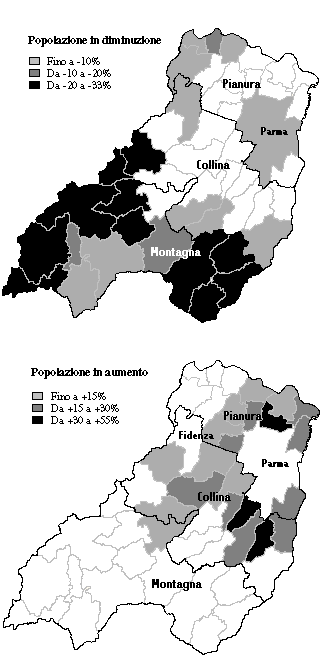 Popolazione in diminuzione
Fino a -10%
Da -10 a -20%
Da -20 a -33%
Pianura
Parma
Collina
Montagna
Popolazione in aumento
Fino a +15%
Da +15 a +30%
Da +30 a +55%
Pianura
Fidenza
Parma
Collina
Montagna